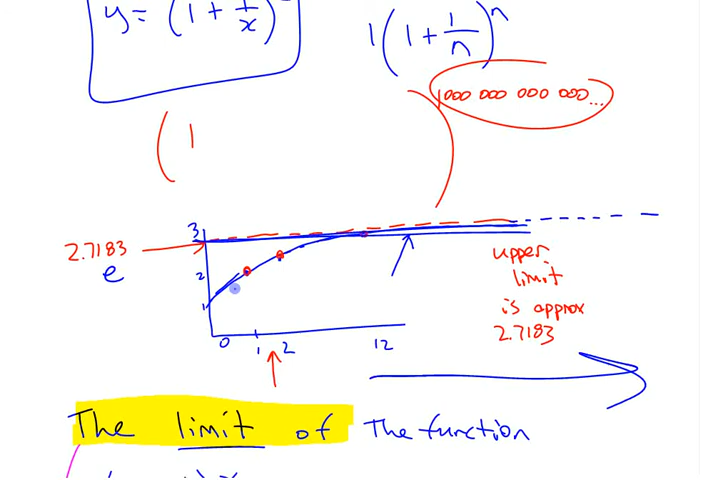 y = (1 + 1/x)
1(1 + 1/n)^n
1000 000 000 000...
( 1 )
3
2.7183
e
2
1
0 1 2 12
upper
limit
is approx
2.7183
The limit of the function